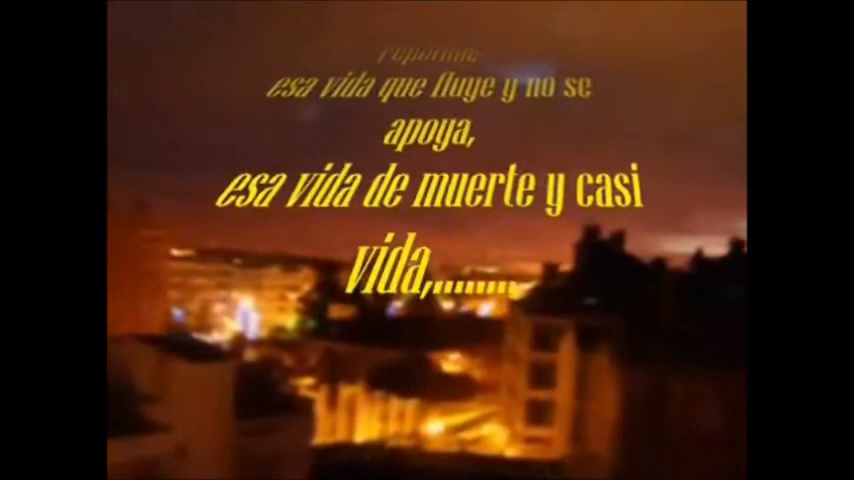 esa vida que fluye y no se
apoya,
esa vida de muerte y casi
vida,.........